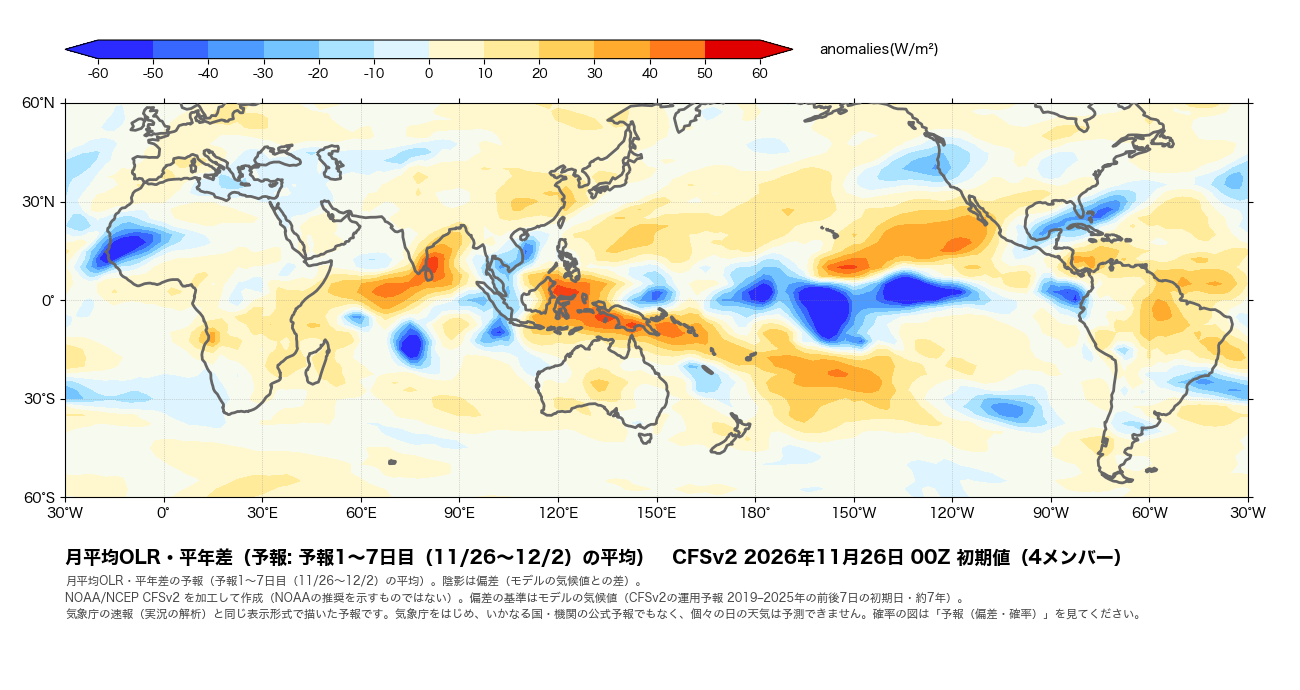 anomalies(W/m²)
-60 -50 -40 -30 -20 -10 0 10 20 30 40 50 60
60°N
30°N
0°
30°S
60°S
30°W 0° 30°E 60°E 90°E 120°E 150°E 180° 150°W 120°W 90°W 60°W 30°W
月平均OLR・平年差（予報: 予報1〜7日目（11/26〜12/2）の平均） CFSv2 2026年11月26日 00Z 初期値（4メンバー）
月平均OLR・平年差の予報（予報1〜7日目（11/26〜12/2）の平均）。陰影は偏差（モデルの気候値との差）。
NOAA/NCEP CFSv2 を加工して作成（NOAAの推奨を示すものではない）。偏差の基準はモデルの気候値（CFSv2の運用予報 2019–2025年の前後7日の初期日・約7年）。
気象庁の速報（実況の解析）と同じ表示形式で描いた予報です。気象庁をはじめ、いかなる国・機関の公式予報でもなく、個々の日の天気は予測できません。確率の図は「予報（偏差・確率）」を見てください。